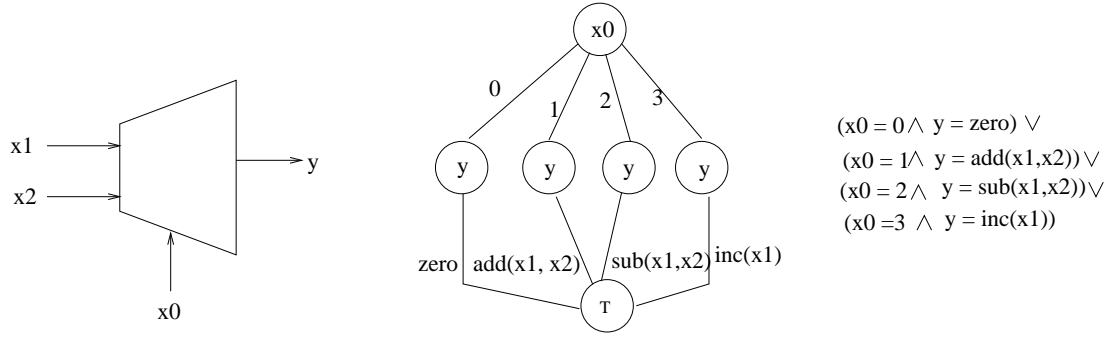 x1
x2
x0
y
x0
0
1
2
3
y
y
y
y
zero
add(x1, x2)
sub(x1,x2)
inc(x1)
T
(x0 = 0 ∧ y = zero) ∨
(x0 = 1 ∧ y = add(x1,x2)) ∨
(x0 = 2 ∧ y = sub(x1,x2)) ∨
(x0 =3 ∧ y = inc(x1))